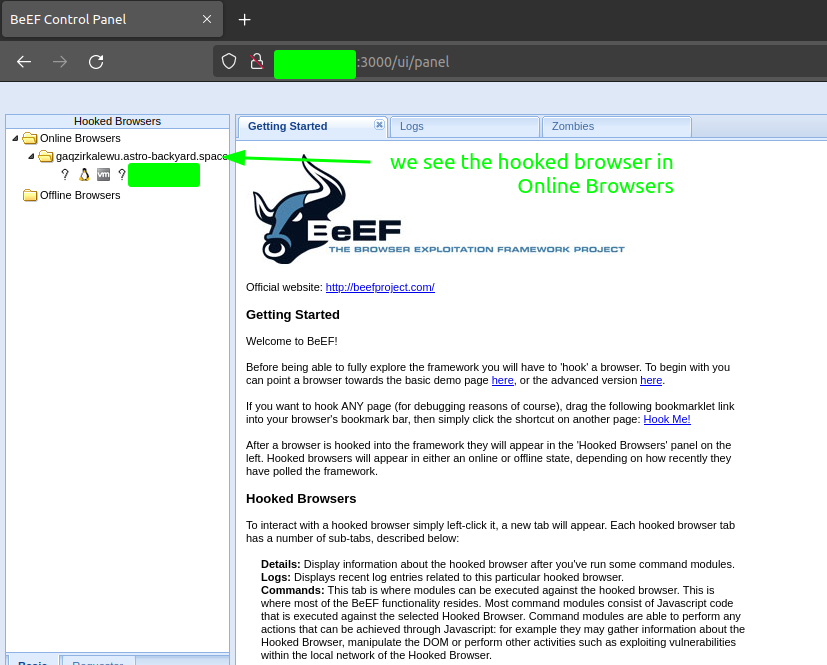 BeEF Control Panel
:3000/ui/panel
Hooked Browsers
Online Browsers
gaqzirkalewu.astro-backyard.space
?
vm
?
Offline Browsers
Getting Started
Logs
Zombies
we see the hooked browser in
Online Browsers
BeEF
THE BROWSER EXPLOITATION FRAMEWORK PROJECT
Official website: http://beefproject.com/
Getting Started
Welcome to BeEF!
Before being able to fully explore the framework you will have to 'hook' a browser. To begin with you
can point a browser towards the basic demo page here, or the advanced version here.
If you want to hook ANY page (for debugging reasons of course), drag the following bookmarklet link
into your browser's bookmark bar, then simply click the shortcut on another page: Hook Me!
After a browser is hooked into the framework they will appear in the 'Hooked Browsers' panel on the
left. Hooked browsers will appear in either an online or offline state, depending on how recently they
have polled the framework.
Hooked Browsers
To interact with a hooked browser simply left-click it, a new tab will appear. Each hooked browser tab
has a number of sub-tabs, described below:
Details: Display information about the hooked browser after you've run some command modules.
Logs: Displays recent log entries related to this particular hooked browser.
Commands: This tab is where modules can be executed against the hooked browser. This is
where most of the BeEF functionality resides. Most command modules consist of Javascript code
that is executed against the selected Hooked Browser. Command modules are able to perform any
actions that can be achieved through Javascript: for example they may gather information about the
Hooked Browser, manipulate the DOM or perform other activities such as exploiting vulnerabilities
within the local network of the Hooked Browser.
Basic
Requester